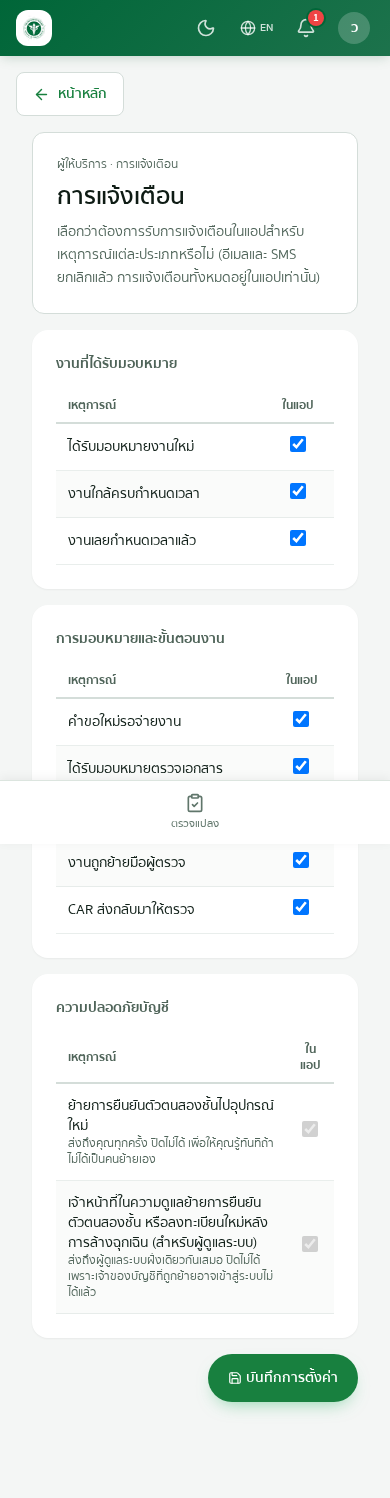 EN
1
ว
หน้าหลัก
ผู้ให้บริการ · การแจ้งเตือน
การแจ้งเตือน
เลือกว่าต้องการรับการแจ้งเตือนในแอปสำหรับ
เหตุการณ์แต่ละประเภทหรือไม่ (อีเมลและ SMS
ยกเลิกแล้ว การแจ้งเตือนทั้งหมดอยู่ในแอปเท่านั้น)
งานที่ได้รับมอบหมาย
เหตุการณ์ ในแอป
ได้รับมอบหมายงานใหม่
งานใกล้ครบกำหนดเวลา
งานเลยกำหนดเวลาแล้ว
การมอบหมายและขั้นตอนงาน
เหตุการณ์ ในแอป
คำขอใหม่รอจ่ายงาน
ได้รับมอบหมายตรวจเอกสาร
ตรวจแปลง
งานถูกย้ายมือผู้ตรวจ
CAR ส่งกลับมาให้ตรวจ
ความปลอดภัยบัญชี
เหตุการณ์ ใน
แอป
ย้ายการยืนยันตัวตนสองชั้นไปอุปกรณ์
ใหม่
ส่งถึงคุณทุกครั้ง ปิดไม่ได้ เพื่อให้คุณรู้ทันทีถ้า
ไม่ได้เป็นคนย้ายเอง
เจ้าหน้าที่ในความดูแลย้ายการยืนยัน
ตัวตนสองชั้น หรือลงทะเบียนใหม่หลัง
การล้างฉุกเฉิน (สำหรับผู้ดูแลระบบ)
ส่งถึงผู้ดูแลระบบฝั่งเดียวกันเสมอ ปิดไม่ได้
เพราะเจ้าของบัญชีที่ถูกย้ายอาจเข้าสู่ระบบไม่
ได้แล้ว
บันทึกการตั้งค่า